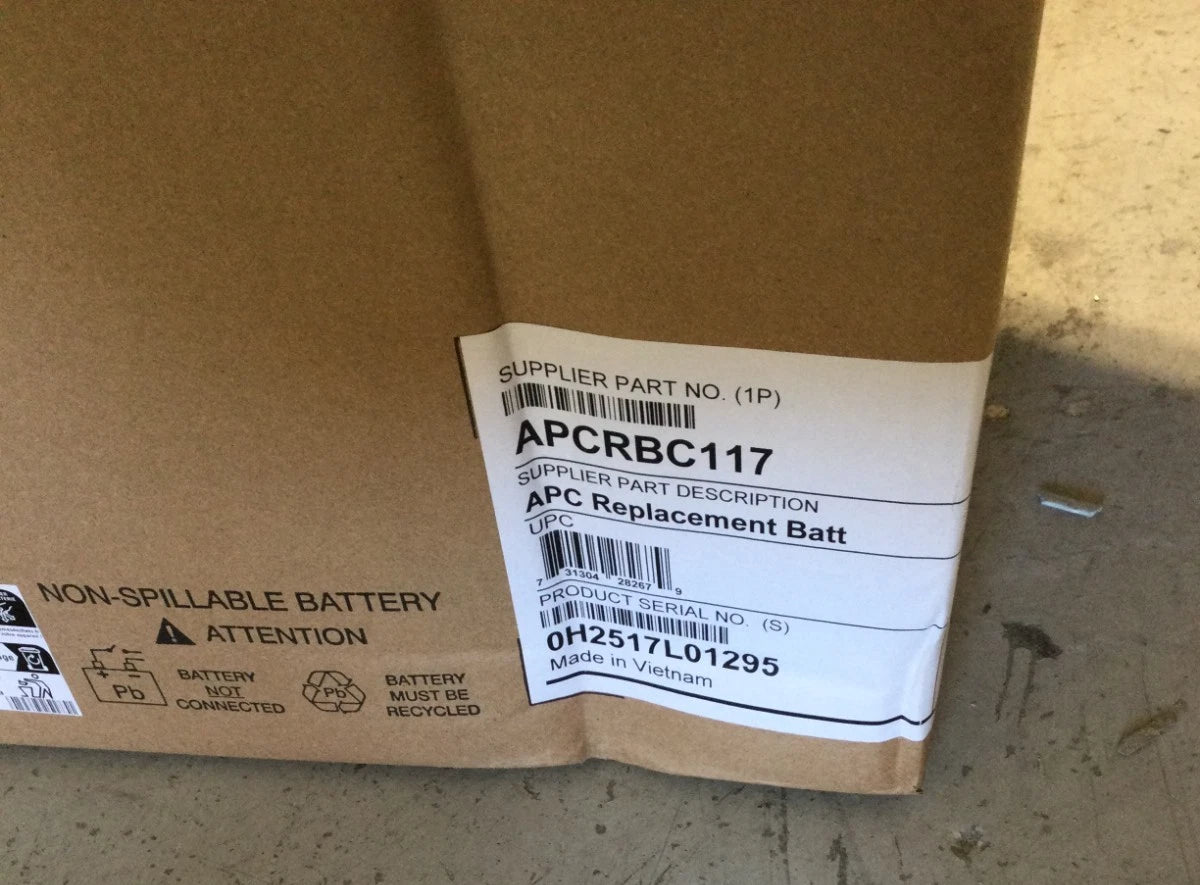 SUPPLIER PART NO. (1P)
APCRBC117
SUPPLIER PART DESCRIPTION
APC Replacement Batt
UPC
7 31304 28267 9
PRODUCT SERIAL NO. (S)
0H2517L01295
Made in Vietnam
NON-SPILLABLE BATTERY
ATTENTION
Pb
BATTERY
NOT
CONNECTED
Pb
BATTERY
MUST BE
RECYCLED